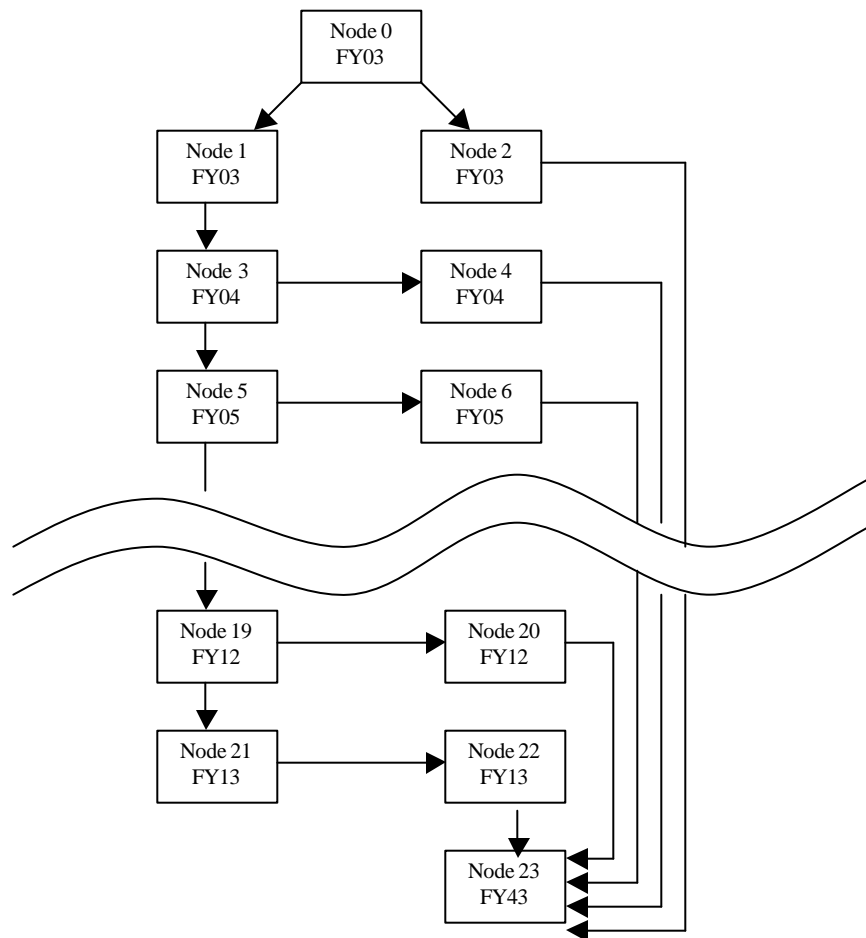 Node 0
FY03
Node 1
FY03
Node 2
FY03
Node 3
FY04
Node 4
FY04
Node 5
FY05
Node 6
FY05
Node 19
FY12
Node 20
FY12
Node 21
FY13
Node 22
FY13
Node 23
FY43